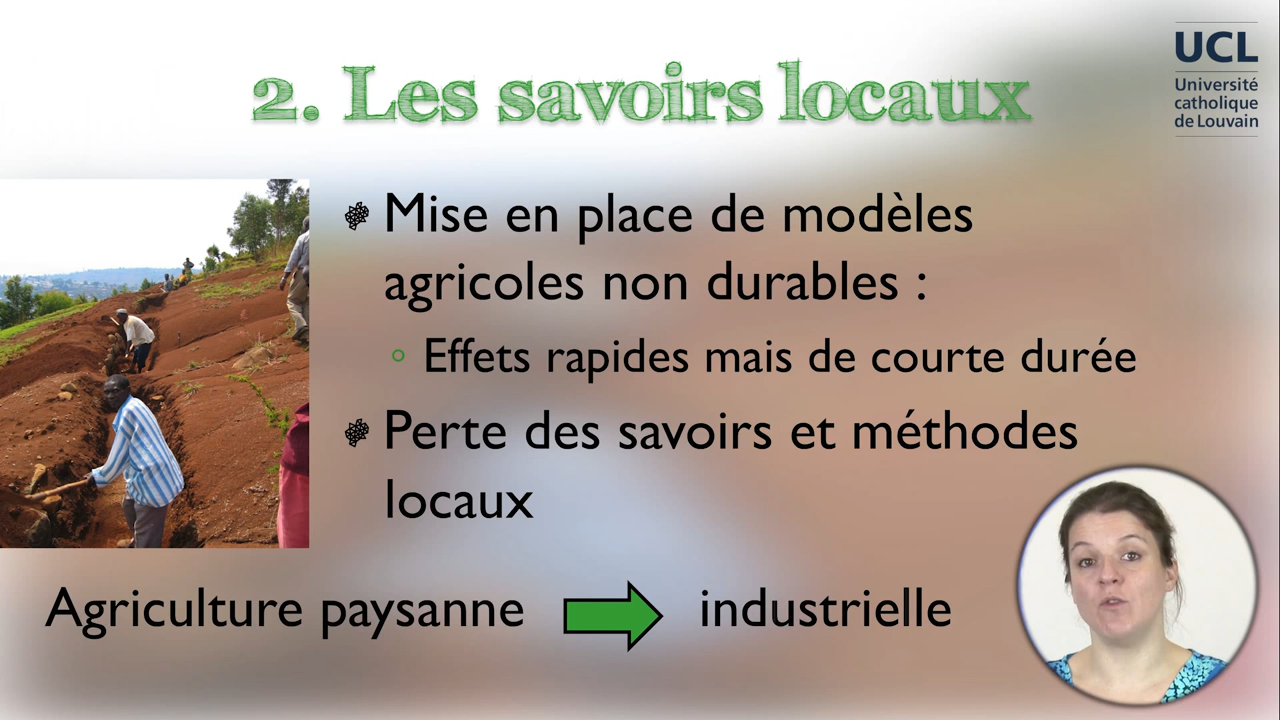 2. Les savoirs locaux
UCL
Université
catholique
de Louvain
Mise en place de modèles
agricoles non durables :
Effets rapides mais de courte durée
Perte des savoirs et méthodes
locaux
Agriculture paysanne
industrielle